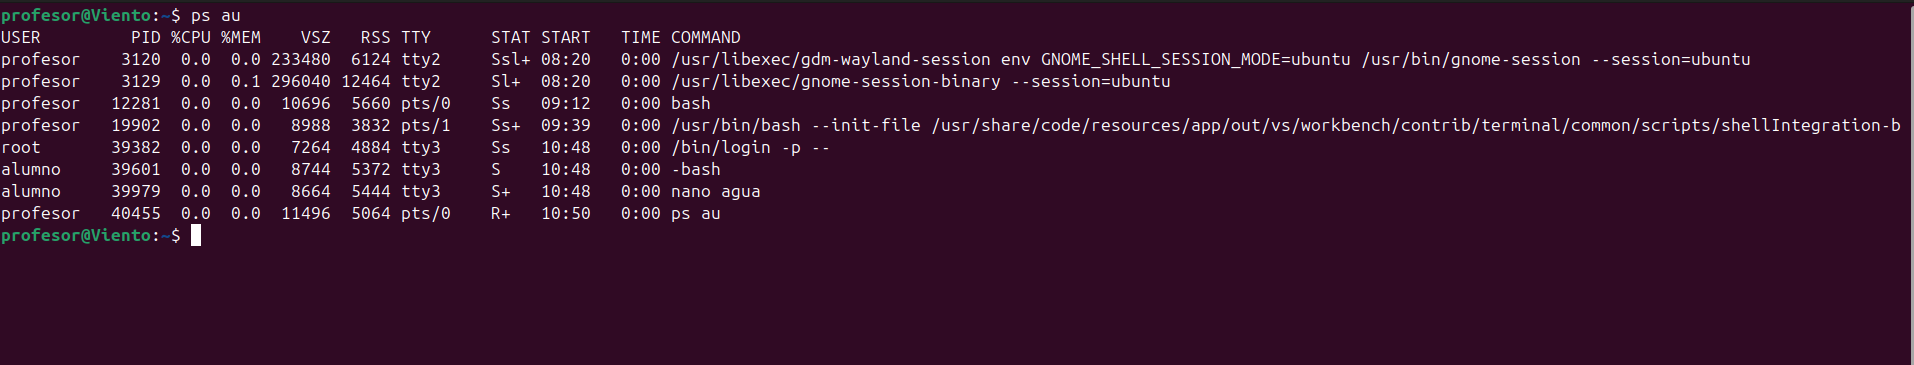 profesor@Viento:~$ ps au
USER         PID %CPU %MEM    VSZ   RSS TTY      STAT START   TIME COMMAND
profesor    3120  0.0  0.0 233480  6124 tty2     Ssl+ 08:20   0:00 /usr/libexec/gdm-wayland-session env GNOME_SHELL_SESSION_MODE=ubuntu /usr/bin/gnome-session --session=ubuntu
profesor    3129  0.0  0.1 296040 12464 tty2     Sl+  08:20   0:00 /usr/libexec/gnome-session-binary --session=ubuntu
profesor   12281  0.0  0.0  10696  5660 pts/0    Ss   09:12   0:00 bash
profesor   19902  0.0  0.0   8988  3832 pts/1    Ss+  09:39   0:00 /usr/bin/bash --init-file /usr/share/code/resources/app/out/vs/workbench/contrib/terminal/common/scripts/shellIntegration-b
root       39382  0.0  0.0   7264  4884 tty3     Ss   10:48   0:00 /bin/login -p --
alumno     39601  0.0  0.0   8744  5372 tty3     S    10:48   0:00 -bash
alumno     39979  0.0  0.0   8664  5444 tty3     S+   10:48   0:00 nano agua
profesor   40455  0.0  0.0  11496  5064 pts/0    R+   10:50   0:00 ps au
profesor@Viento:~$